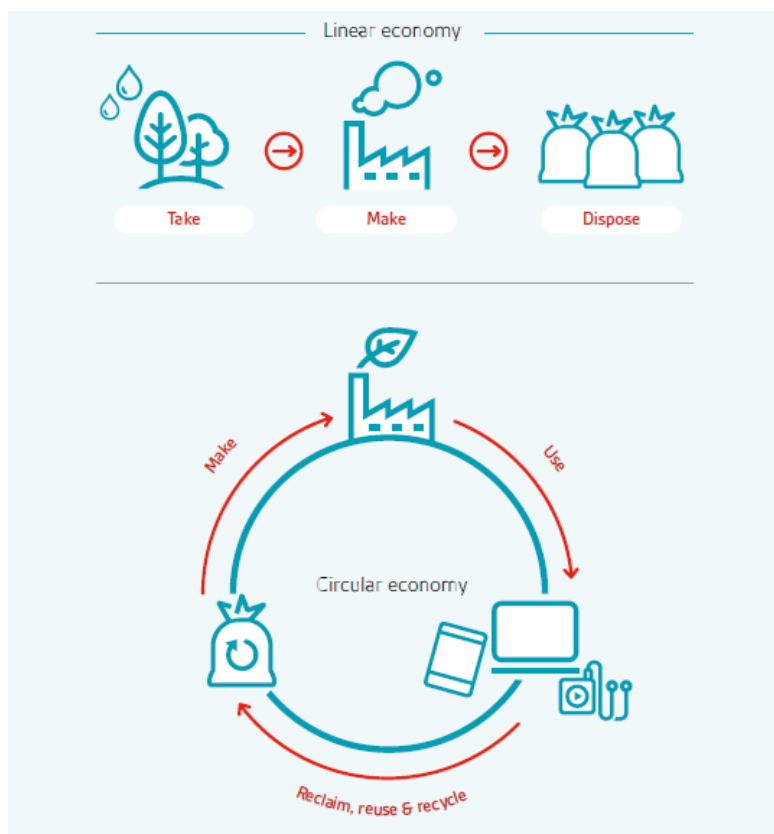 Linear economy
Take
Make
Dispose
Make
Use
Circular economy
Reclaim, reuse & recycle